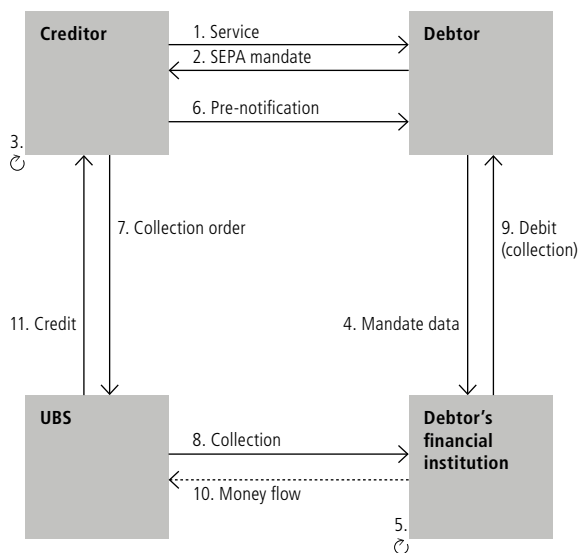 Creditor
1. Service
Debtor
2. SEPA mandate
6. Pre-notification
3.
7. Collection order
9. Debit
(collection)
11. Credit
4. Mandate data
UBS
8. Collection
Debtor's
financial
institution
10. Money flow
5.